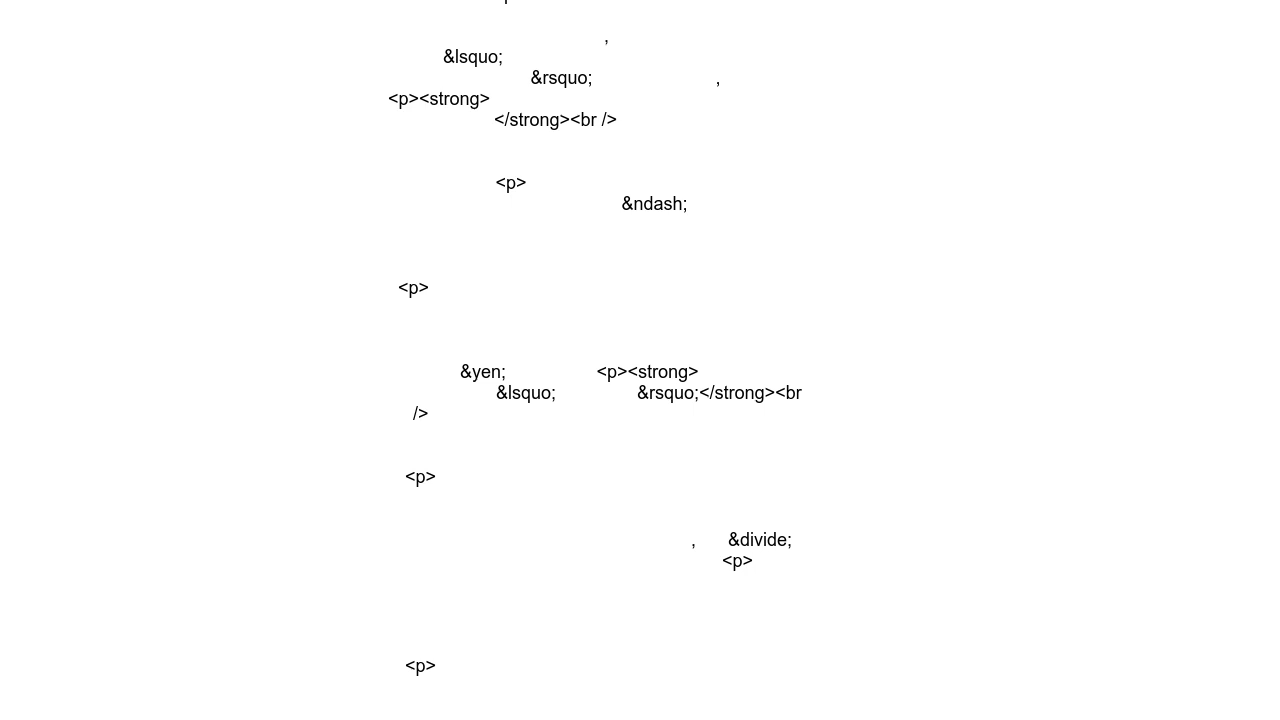 ,
&lsquo;
&rsquo; ,
<p><strong>
</strong><br />
<p>
&ndash;
<p>
&yen; <p><strong>
&lsquo; &rsquo;</strong><br
/>
<p>
, &divide;
<p>
<p>